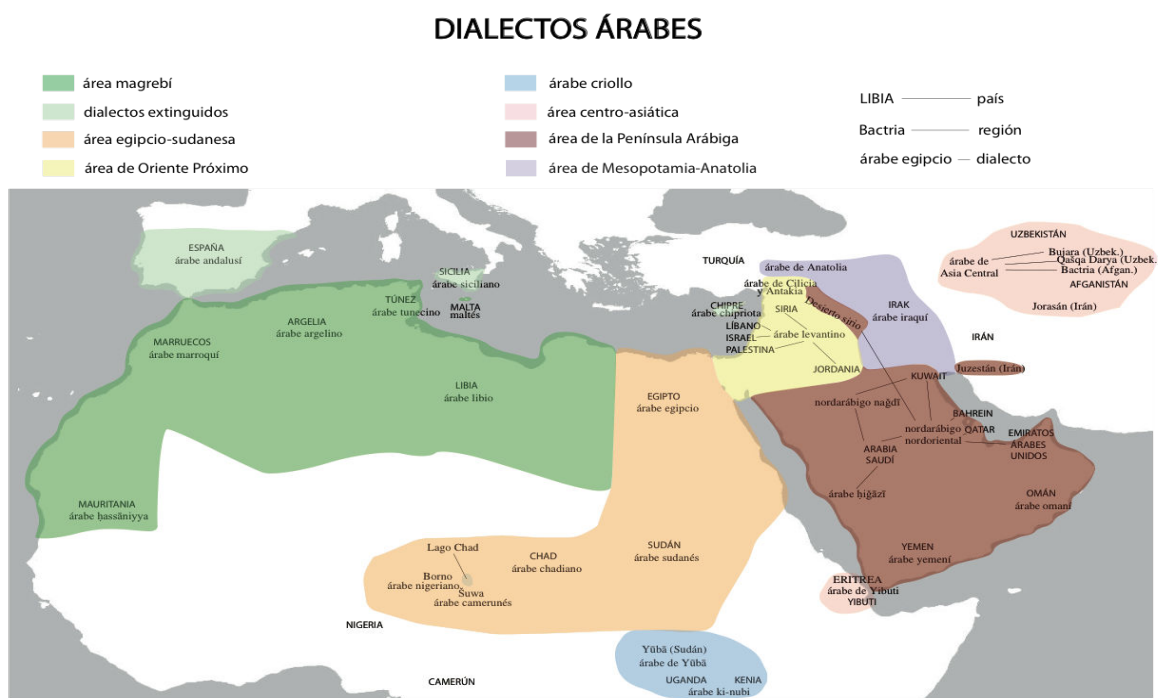 DIALECTOS ÁRABES
área magrebí
dialectos extinguidos
área egipcio-sudanesa
área de Oriente Próximo
árabe criollo
área centro-asiática
área de la Península Arábiga
área de Mesopotamia-Anatolia
LIBIA país
Bactria región
árabe egipcio dialecto
ESPAÑA
árabe andalusí
SICILIA
árabe siciliano
MALTA
maltés
TÚNEZ
árabe tunecino
ARGELIA
árabe argelino
MARRUECOS
árabe marroquí
LIBIA
árabe libio
MAURITANIA
árabe ḥassāniyya
EGIPTO
árabe egipcio
SUDÁN
árabe sudanés
CHAD
árabe chadiano
Lago Chad
Borno
árabe nigeriano
Šuwa
árabe camerunés
NIGERIA
CAMERÚN
Yūbā (Sudán)
árabe de Yūbā
UGANDA
KENIA
árabe ki-nubi
TURQUÍA
árabe de Anatolia
árabe de Cilicia
y Antakia
CHIPRE
árabe chipriota
SIRIA
Desierto sirio
LÍBANO
ISRAEL
PALESTINA
árabe levantino
JORDANIA
IRAK
árabe iraquí
IRÁN
Juzestán (Irán)
UZBEKISTÁN
árabe de
Asia Central
Bujara (Uzbek.)
Qašqa Darya (Uzbek.
Bactria (Afgan.)
AFGANISTÁN
Jorasán (Irán)
KUWAIT
nordarábigo naǧdī
BAHREIN
nordarábigo
nordoriental
QATAR
EMIRATOS
ÁRABES
UNIDOS
ARABIA
SAUDÍ
árabe ḥiǧāzī
OMÁN
árabe omaní
YEMEN
árabe yemení
ERITREA
árabe de Yibuti
YIBUTI